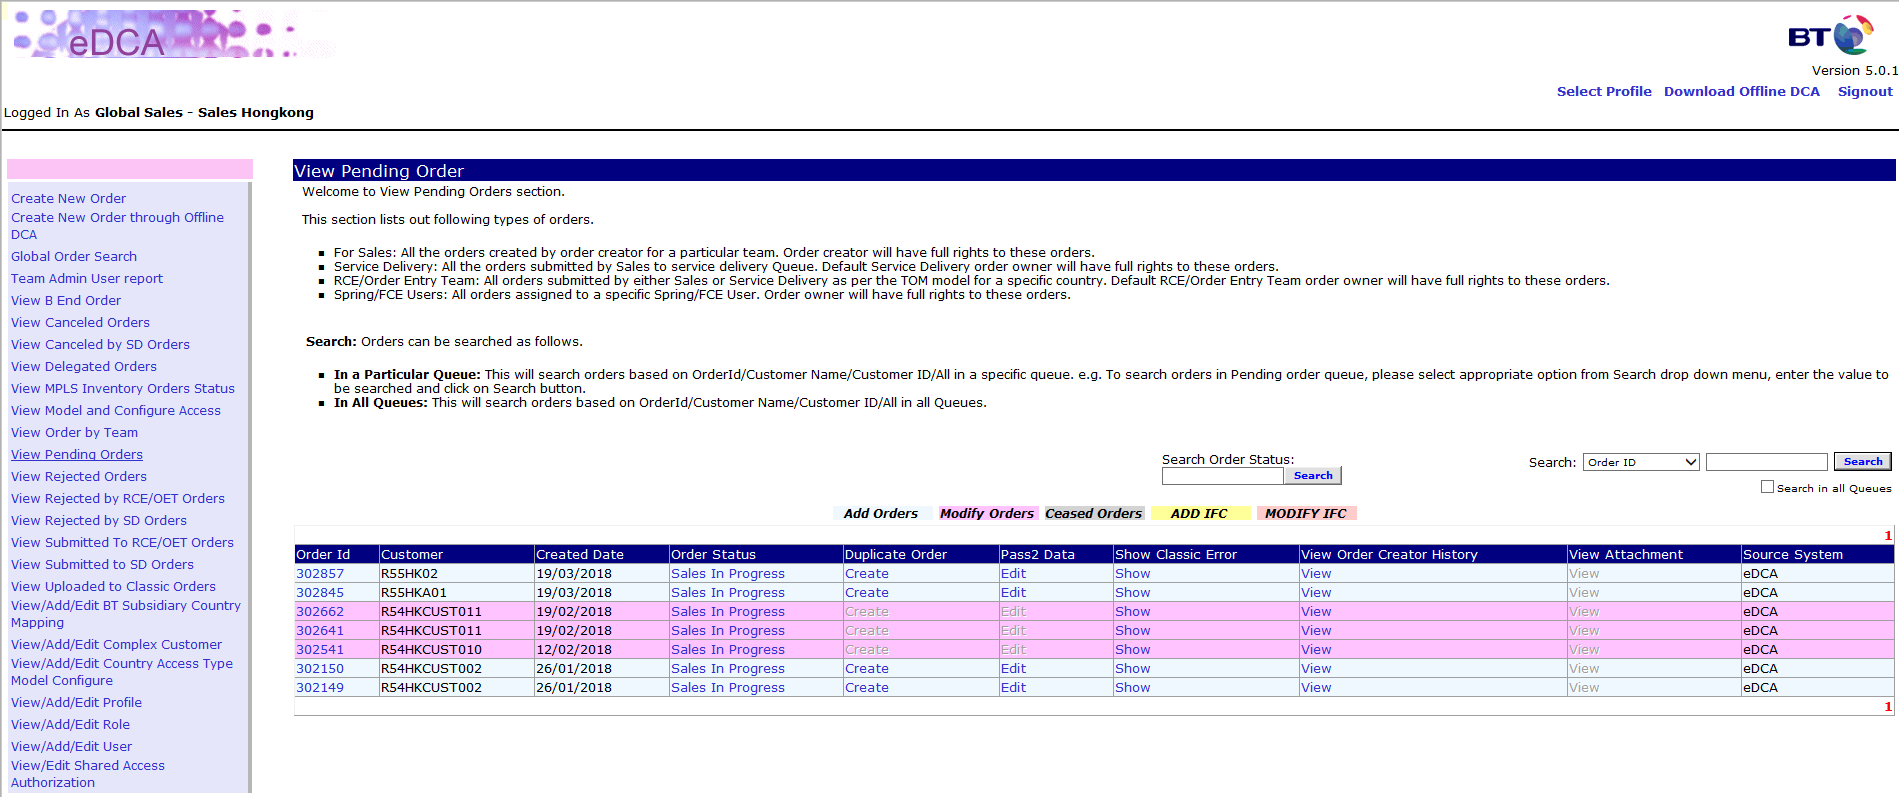 eDCA
BT
Version 5.0.1
Select Profile Download Offline DCA Signout
Logged In As Global Sales - Sales Hongkong
Create New Order
Create New Order through Offline
DCA
Global Order Search
Team Admin User report
View B End Order
View Canceled Orders
View Canceled by SD Orders
View Delegated Orders
View MPLS Inventory Orders Status
View Model and Configure Access
View Order by Team
View Pending Orders
View Rejected Orders
View Rejected by RCE/OET Orders
View Rejected by SD Orders
View Submitted To RCE/OET Orders
View Submitted to SD Orders
View Uploaded to Classic Orders
View/Add/Edit BT Subsidiary Country
Mapping
View/Add/Edit Complex Customer
View/Add/Edit Country Access Type
Model Configure
View/Add/Edit Profile
View/Add/Edit Role
View/Add/Edit User
View/Edit Shared Access
Authorization
View Pending Order
Welcome to View Pending Orders section.
This section lists out following types of orders.
For Sales: All the orders created by order creator for a particular team. Order creator will have full rights to these orders.
Service Delivery: All the orders submitted by Sales to service delivery Queue. Default Service Delivery order owner will have full rights to these orders.
RCE/Order Entry Team: All orders submitted by either Sales or Service Delivery as per the TOM model for a specific country. Default RCE/Order Entry Team order owner will have full rights to these orders.
Spring/FCE Users: All orders assigned to a specific Spring/FCE User. Order owner will have full rights to these orders.
Search: Orders can be searched as follows.
In a Particular Queue: This will search orders based on OrderId/Customer Name/Customer ID/All in a specific queue. e.g. To search orders in Pending order queue, please select appropriate option from Search drop down menu, enter the value to
be searched and click on Search button.
In All Queues: This will search orders based on OrderId/Customer Name/Customer ID/All in all Queues.
Search Order Status:
Search
Search: Order ID Search
Search in all Queues
Add Orders Modify Orders Ceased Orders ADD IFC MODIFY IFC
1
Order Id Customer Created Date Order Status Duplicate Order Pass2 Data Show Classic Error View Order Creator History View Attachment Source System
302857 R55HK02 19/03/2018 Sales In Progress Create Edit Show View View eDCA
302845 R55HKA01 19/03/2018 Sales In Progress Create Edit Show View View eDCA
302662 R54HKCUST011 19/02/2018 Sales In Progress Create Edit Show View View eDCA
302641 R54HKCUST011 19/02/2018 Sales In Progress Create Edit Show View View eDCA
302541 R54HKCUST010 12/02/2018 Sales In Progress Create Edit Show View View eDCA
302150 R54HKCUST002 26/01/2018 Sales In Progress Create Edit Show View View eDCA
302149 R54HKCUST002 26/01/2018 Sales In Progress Create Edit Show View View eDCA
1